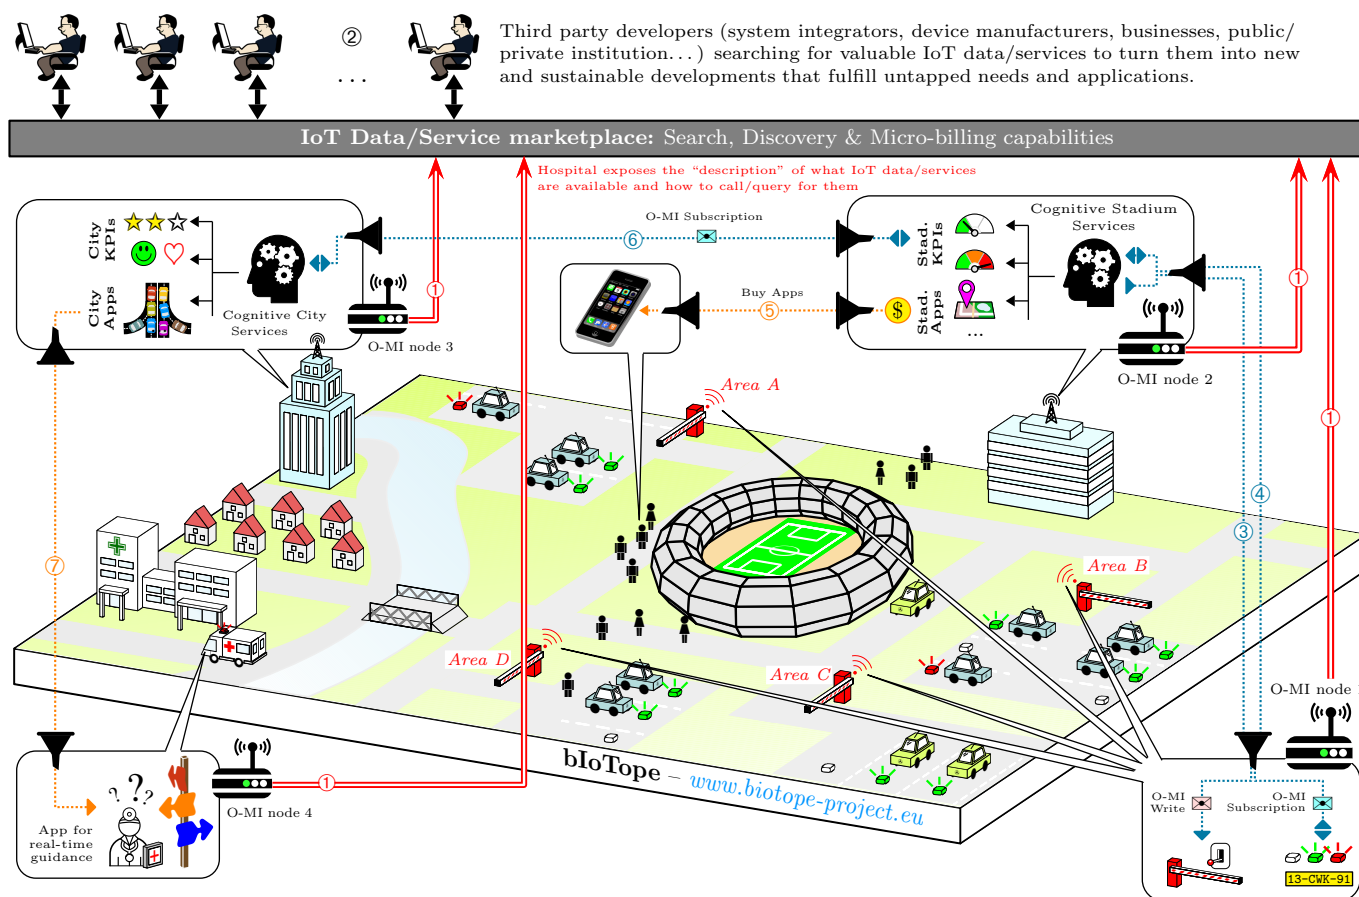 ②
...
Third party developers (system integrators, device manufacturers, businesses, public/
private institution...) searching for valuable IoT data/services to turn them into new
and sustainable developments that fulfill untapped needs and applications.
IoT Data/Service marketplace: Search, Discovery & Micro-billing capabilities
Hospital exposes the “description” of what IoT data/services
are available and how to call/query for them
City
KPIs
City
Apps
Cognitive City
Services
O-MI node 3
①
O-MI Subscription
⑥
Buy Apps
⑤
$
Stad.
KPIs
Stad.
Apps
...
Cognitive Stadium
Services
O-MI node 2
①
①
④
③
⑦
Area A
Area B
Area C
Area D
bIoTope – www.biotope-project.eu
? ? ?
App for
real-time
guidance
O-MI node 4
①
O-MI node
O-MI
Write
O-MI
Subscription
13-CWK-91